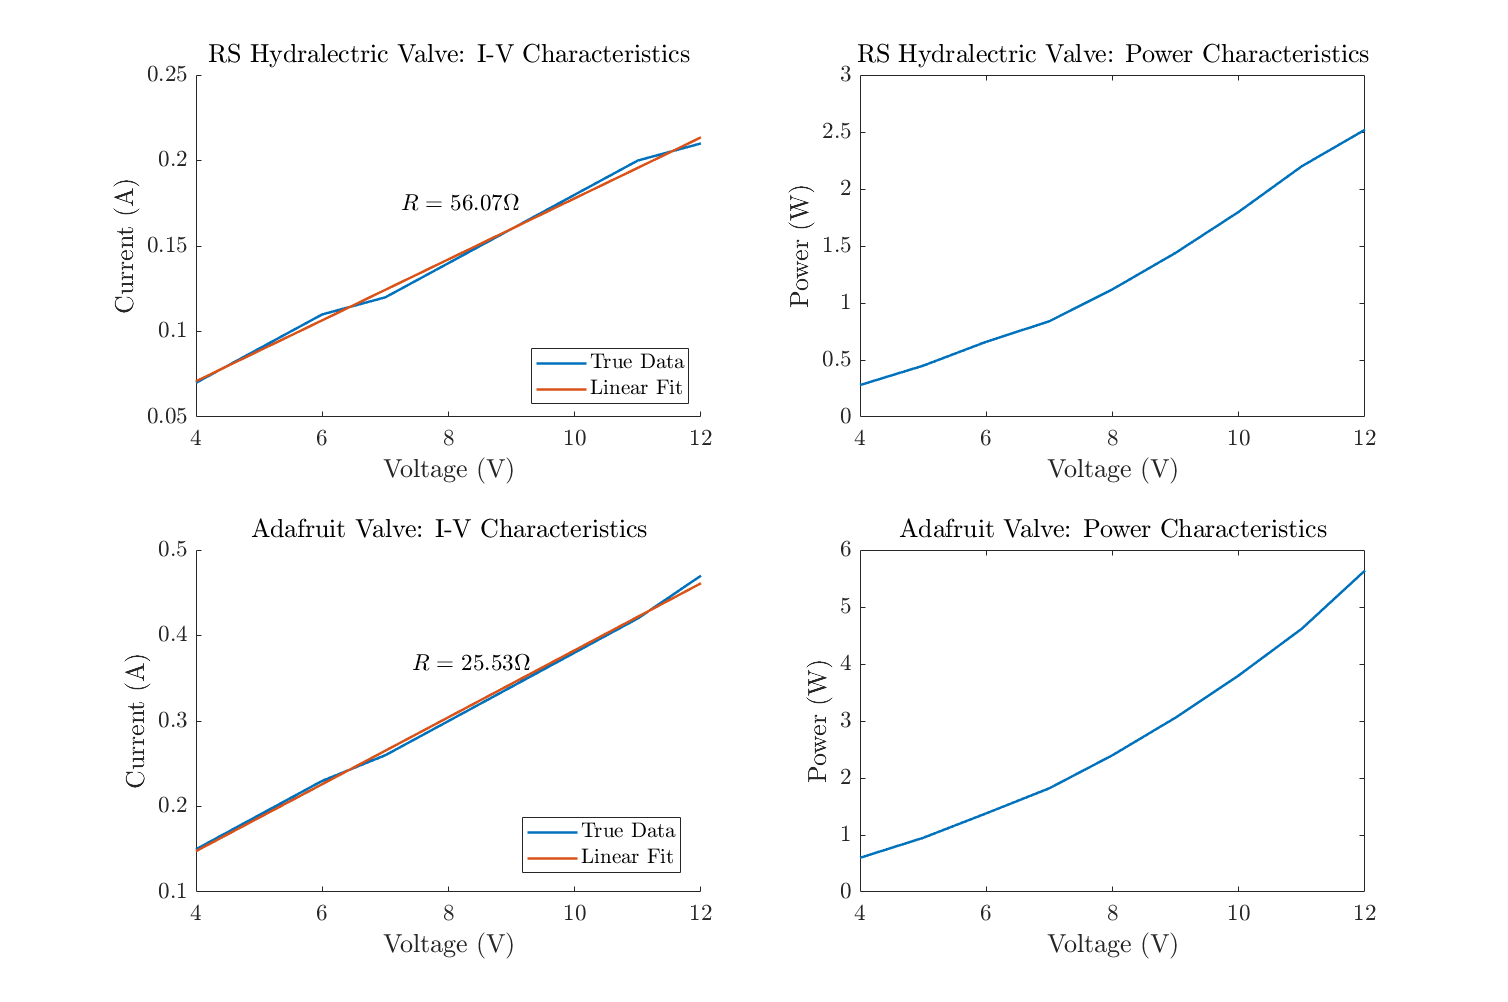 RS Hydralectric Valve: I-V Characteristics
0.25
0.2
0.15
0.1
0.05
Current (A)
R = 56.07Ω
True Data
Linear Fit
4 6 8 10 12
Voltage (V)
RS Hydralectric Valve: Power Characteristics
3
2.5
2
1.5
1
0.5
0
Power (W)
4 6 8 10 12
Voltage (V)
Adafruit Valve: I-V Characteristics
0.5
0.4
0.3
0.2
0.1
Current (A)
R = 25.53Ω
True Data
Linear Fit
4 6 8 10 12
Voltage (V)
Adafruit Valve: Power Characteristics
6
5
4
3
2
1
0
Power (W)
4 6 8 10 12
Voltage (V)